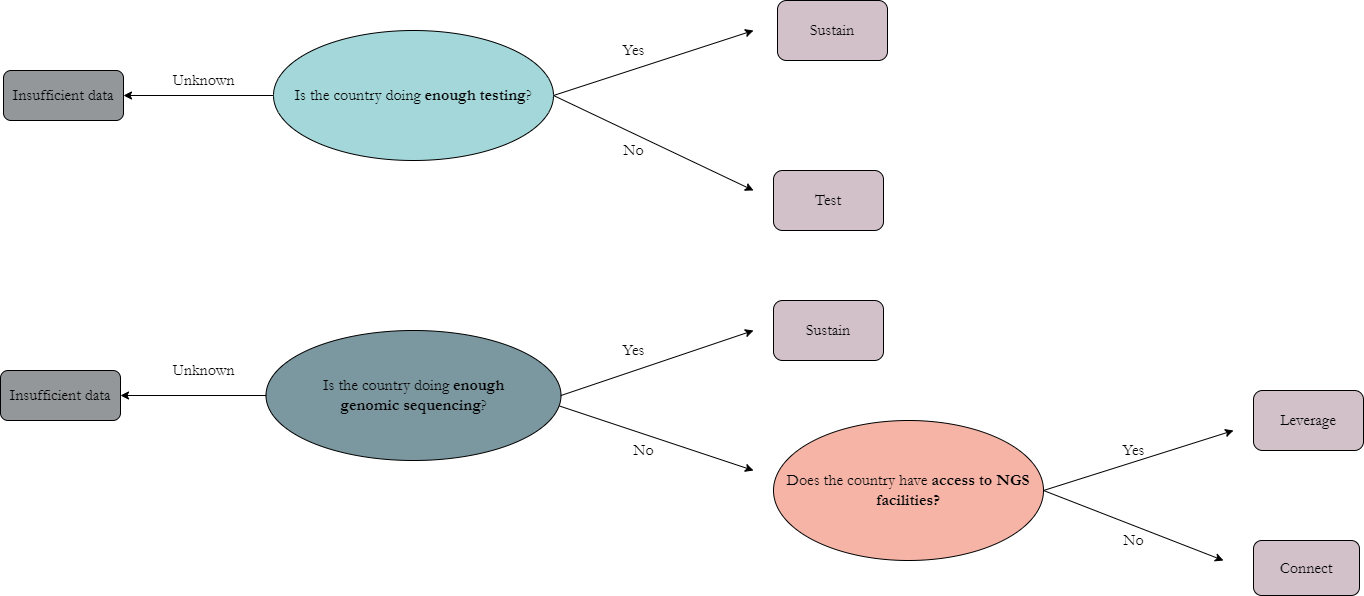 Sustain
Yes
Unknown
Insufficient data
Is the country doing enough testing?
No
Test
Sustain
Yes
Unknown
Insufficient data
Is the country doing enough
genomic sequencing?
No
Does the country have access to NGS
facilities?
Yes
Leverage
No
Connect